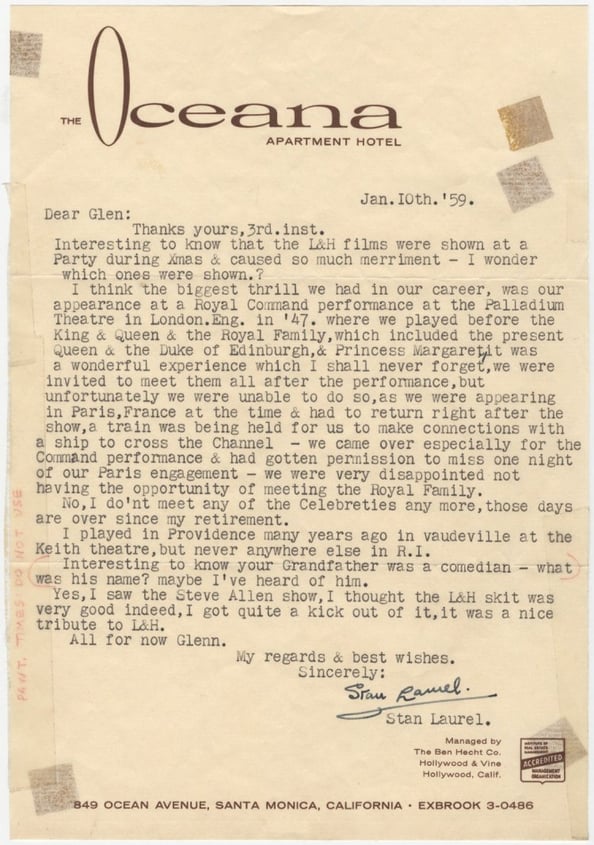 THE Oceana
APARTMENT HOTEL
Jan.IOth.'59.
Dear Glen:
Thanks yours,3rd.inst.
Interesting to know that the L&H films were shown at a
Party during Xmas & caused so much merriment - I wonder
which ones were shown.?
I think the biggest thrill we had in our career, was our
appearance at a Royal Command performance at the Palladium
Theatre in London.Eng. in '47. where we played before the
King & Queen & the Royal Family,which included the present
Queen & the Duke of Edinburgh,& Princess Margaret,it was
a wonderful experience which I shall never forget,we were
invited to meet them all after the performance,but
unfortunately we were unable to do so,as we were appearing
in Paris,France at the time & had to return right after the
show,a train was being held for us to make connections with
a ship to cross the Channel - we came over especially for the
Command performance & had gotten permission to miss one night
of our Paris engagement - we were very disappointed not
having the opportunity of meeting the Royal Family.
No,I do'nt meet any of the Celebreties any more,those days
are over since my retirement.
I played in Providence many years ago in vaudeville at the
Keith theatre,but never anywhere else in R.I.
Interesting to know your Grandfather was a comedian - what
was his name? maybe I've heard of him.
Yes,I saw the Steve Allen show,I thought the L&H skit was
very good indeed,I got quite a kick out of it,it was a nice
tribute to L&H.
All for now Glenn.
My regards & best wishes.
Sincerely:
Stan Laurel.
Stan Laurel.
Managed by
The Ben Hecht Co.
Hollywood & Vine
Hollywood, Calif.
INSTITUTE OF
REAL ESTATE
MANAGEMENT
ACCREDITED
MANAGEMENT
ORGANIZATION
849 OCEAN AVENUE, SANTA MONICA, CALIFORNIA · EXBROOK 3-0486
PAWT. TIMES DO NOT USE